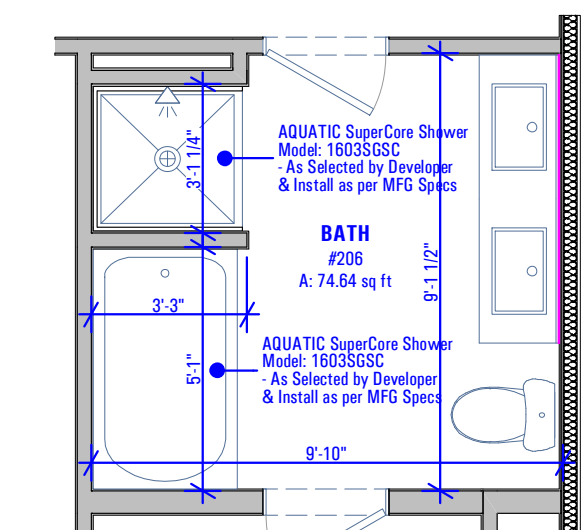 AQUATIC SuperCore Shower
Model: 1603SGSC
- As Selected by Developer
& Install as per MFG Specs
3'-1 1/4"
BATH
#206
A: 74.64 sq ft
9'-1 1/2"
3'-3"
AQUATIC SuperCore Shower
Model: 1603SGSC
- As Selected by Developer
& Install as per MFG Specs
5'-1"
9'-10"